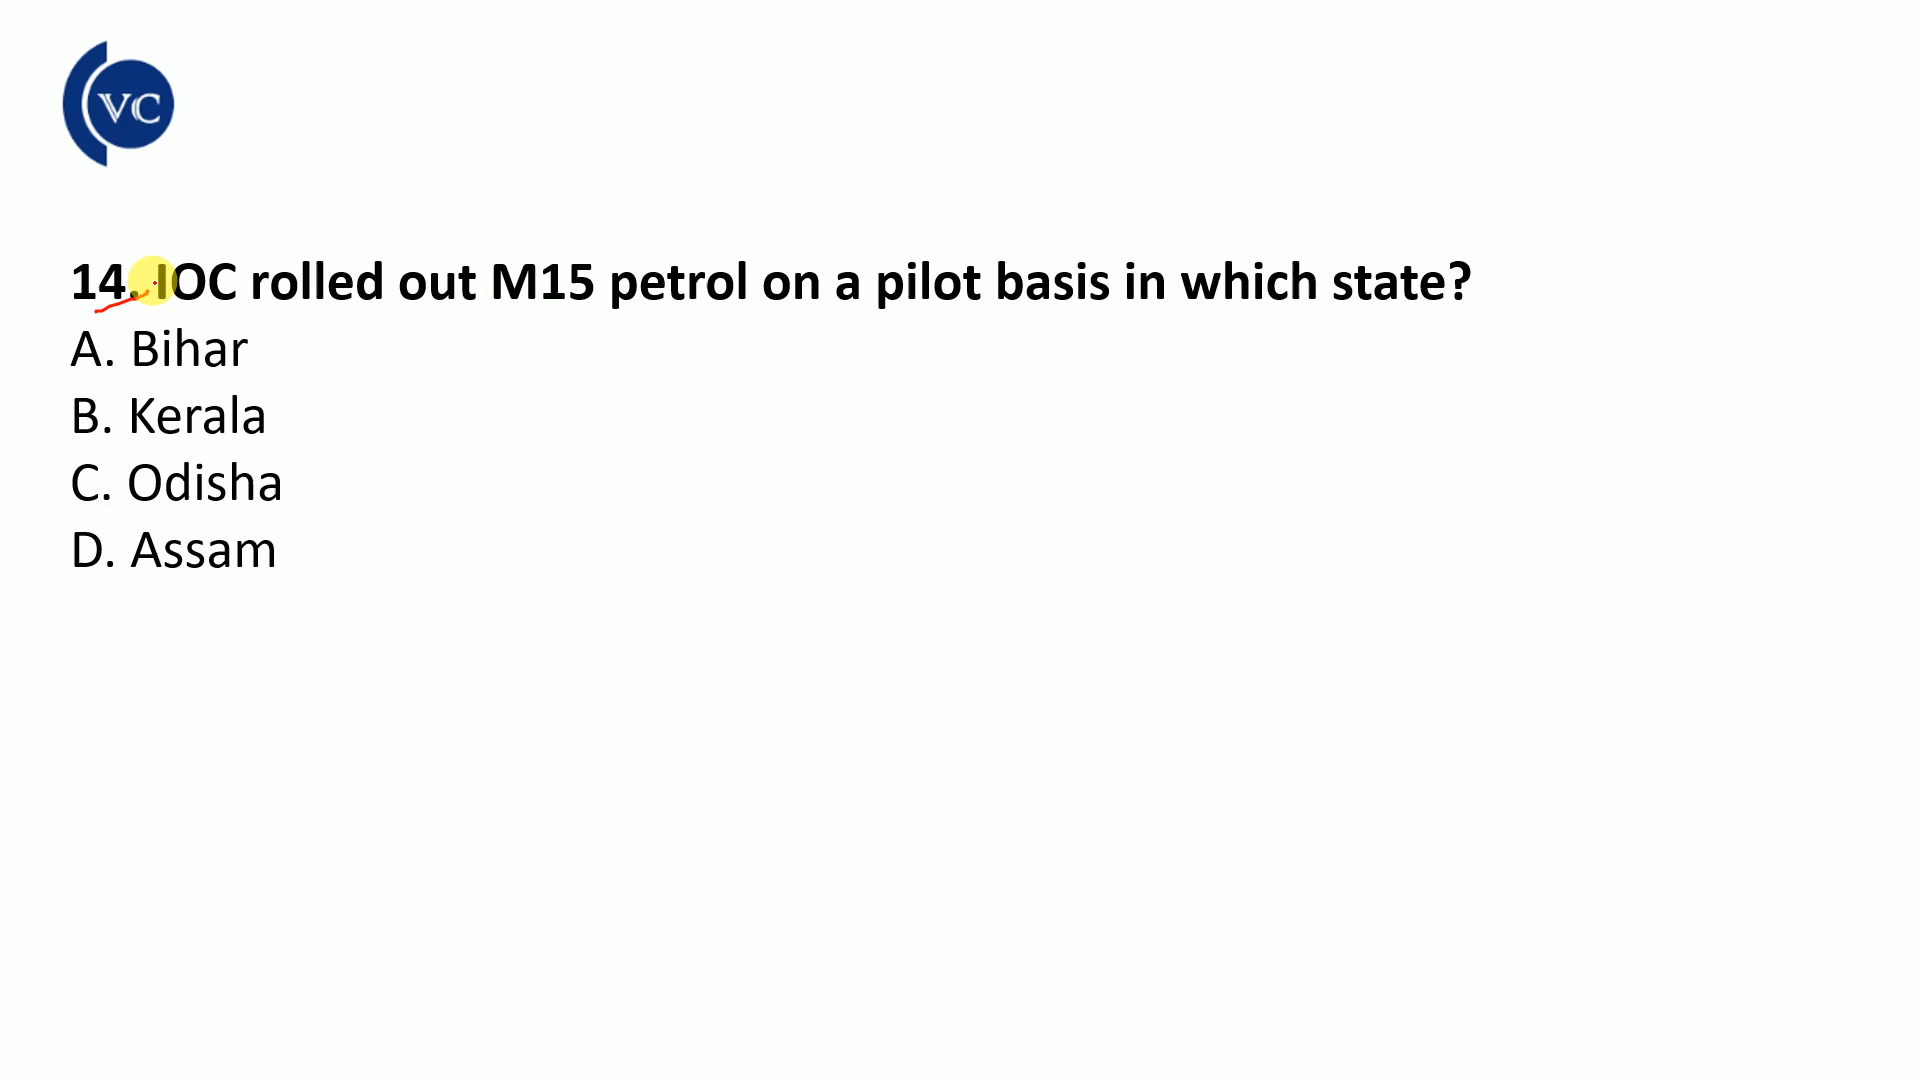 VC
14. IOC rolled out M15 petrol on a pilot basis in which state?
A. Bihar
B. Kerala
C. Odisha
D. Assam